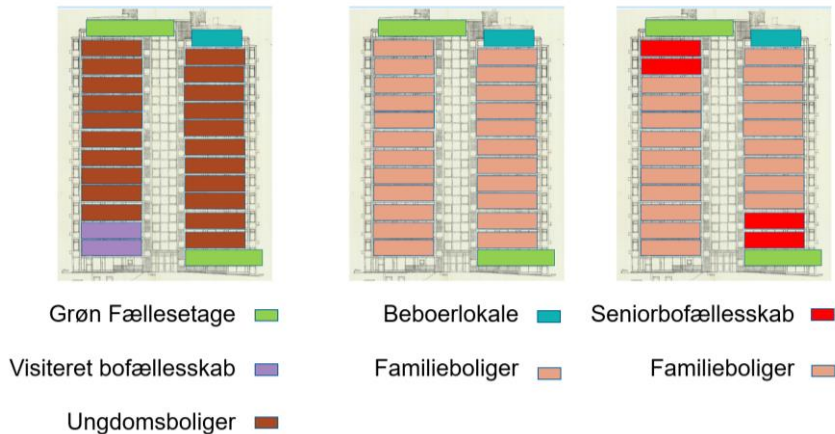 Grøn Fællesetage
Visiteret bofællesskab
Ungdomsboliger
Beboerlokale
Familieboliger
Seniorbofællesskab
Familieboliger